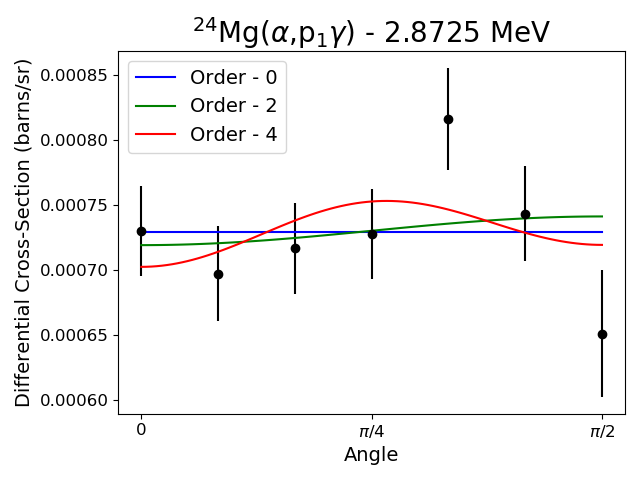 ²⁴Mg(α,p₁γ) - 2.8725 MeV
Differential Cross-Section (barns/sr)
0.00085
0.00080
0.00075
0.00070
0.00065
0.00060
Order - 0
Order - 2
Order - 4
0
π/4
π/2
Angle